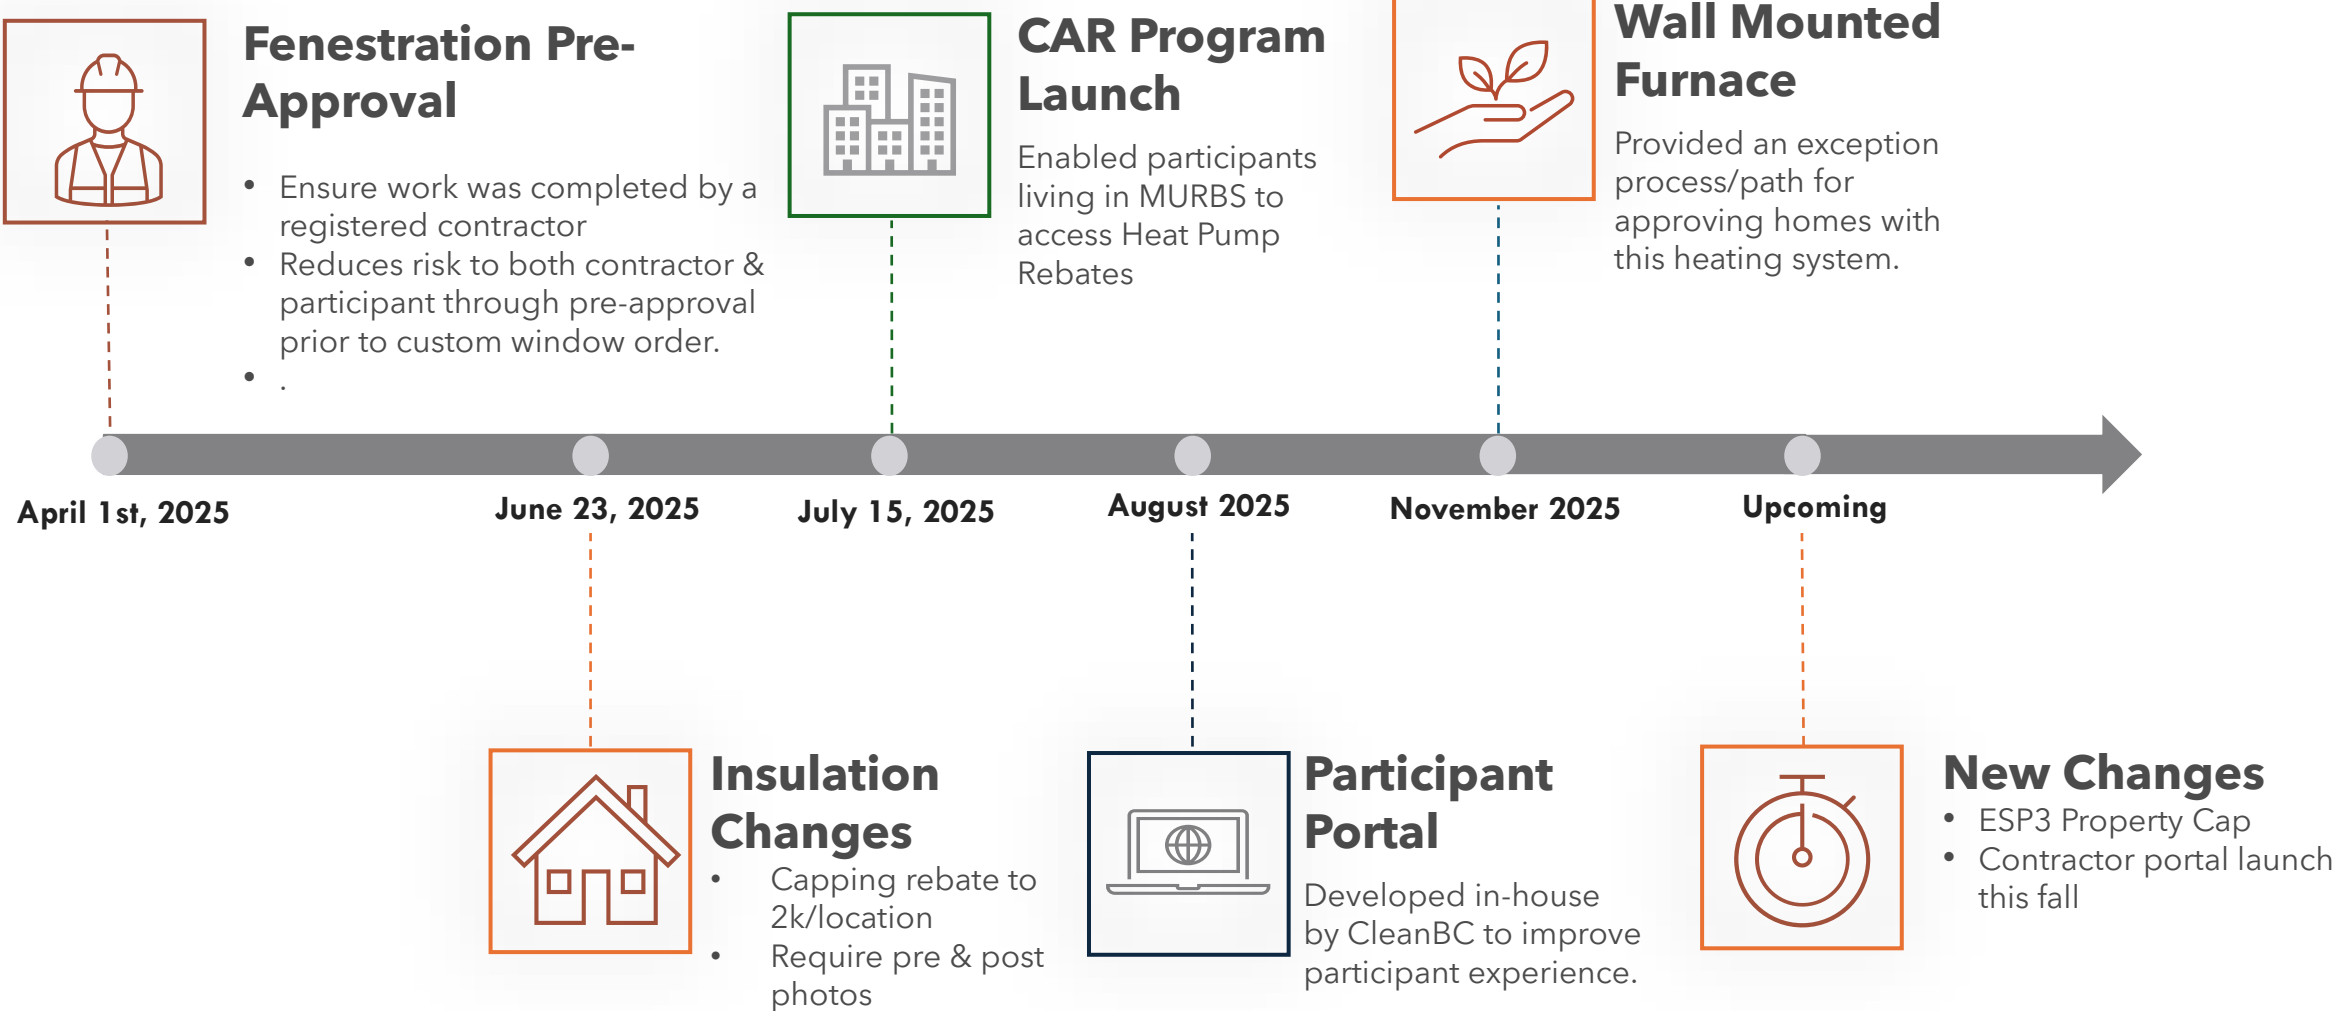 Fenestration Pre-
Approval
• Ensure work was completed by a
registered contractor
• Reduces risk to both contractor &
participant through pre-approval
prior to custom window order.
• .
CAR Program
Launch
Enabled participants
living in MURBS to
access Heat Pump
Rebates
Wall Mounted
Furnace
Provided an exception
process/path for
approving homes with
this heating system.
April 1st, 2025
June 23, 2025
July 15, 2025
August 2025
November 2025
Upcoming
Insulation
Changes
• Capping rebate to
2k/location
• Require pre & post
photos
Participant
Portal
Developed in-house
by CleanBC to improve
participant experience.
New Changes
• ESP3 Property Cap
• Contractor portal launch
this fall